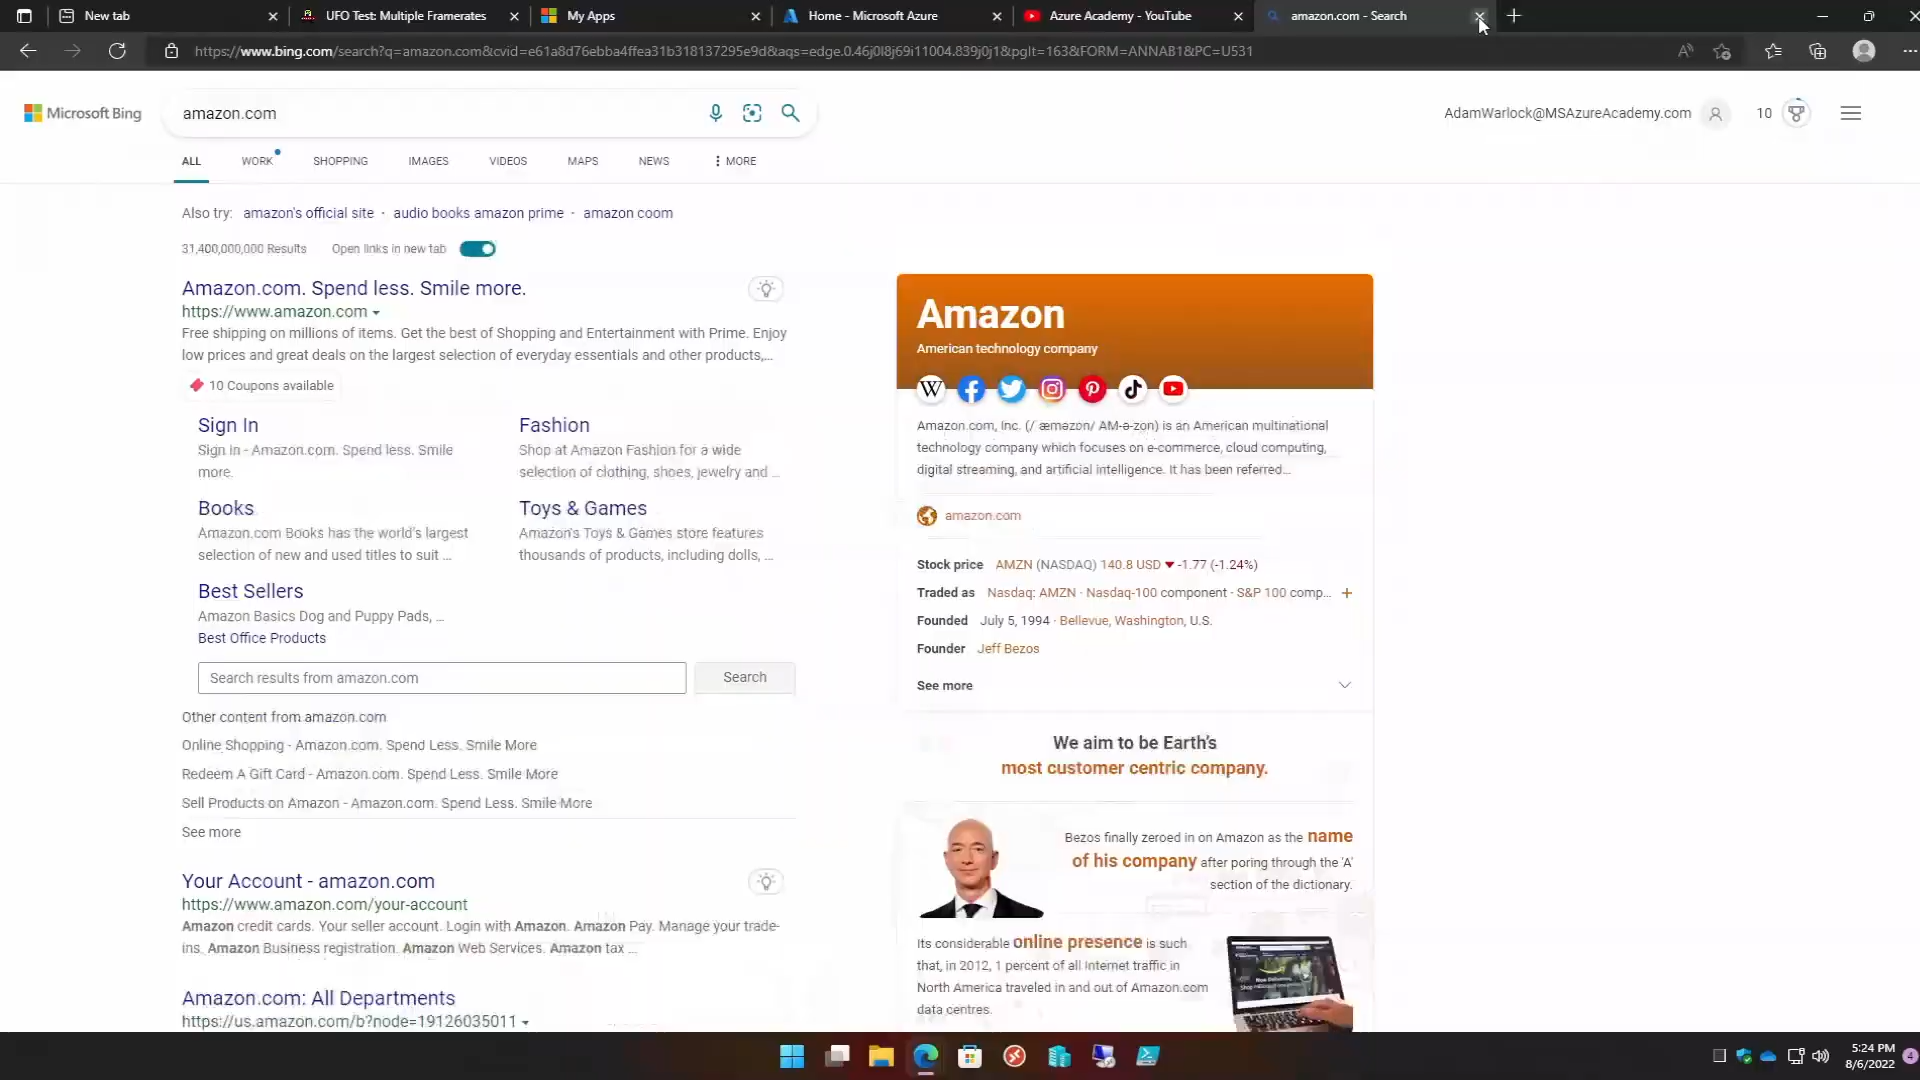 New tab
UFO Test: Multiple Framerates
My Apps
Home - Microsoft Azure
Azure Academy - YouTube
amazon.com - Search
https://www.bing.com/search?q=amazon.com&cvid=e61a8d76ebba4ffea31b318137295e9d&aqs=edge.0.46j0l8j69i11004.839j0j1&pglt=163&FORM=ANNAB1&PC=U531
Microsoft Bing
amazon.com
AdamWarlock@MSAzureAcademy.com
10
ALL
WORK
SHOPPING
IMAGES
VIDEOS
MAPS
NEWS
MORE
Also try: amazon's official site · audio books amazon prime · amazon coom
31,400,000,000 Results
Open links in new tab
Amazon.com. Spend less. Smile more.
https://www.amazon.com
Free shipping on millions of items. Get the best of Shopping and Entertainment with Prime. Enjoy
low prices and great deals on the largest selection of everyday essentials and other products,...
10 Coupons available
Sign In
Sign In - Amazon.com. Spend less. Smile
more.
Fashion
Shop at Amazon Fashion for a wide
selection of clothing, shoes, jewelry and ...
Books
Amazon.com Books has the world's largest
selection of new and used titles to suit ...
Toys & Games
Amazon's Toys & Games store features
thousands of products, including dolls, ...
Best Sellers
Amazon Basics Dog and Puppy Pads, ...
Best Office Products
Search results from amazon.com
Search
Other content from amazon.com
Online Shopping - Amazon.com. Spend Less. Smile More
Redeem A Gift Card - Amazon.com. Spend Less. Smile More
Sell Products on Amazon - Amazon.com. Spend Less. Smile More
See more
Your Account - amazon.com
https://www.amazon.com/your-account
Amazon credit cards. Your seller account. Login with Amazon. Amazon Pay. Manage your trade-
ins. Amazon Business registration. Amazon Web Services. Amazon tax ...
Amazon.com: All Departments
https://us.amazon.com/b?node=19126035011
Amazon
American technology company
W
Amazon.com, Inc. (/ˈæməzɒn/ AM-ə-zon) is an American multinational
technology company which focuses on e-commerce, cloud computing,
digital streaming, and artificial intelligence. It has been referred...
amazon.com
Stock price AMZN (NASDAQ) 140.8 USD ▼ -1.77 (-1.24%)
Traded as Nasdaq: AMZN · Nasdaq-100 component · S&P 100 comp... +
Founded July 5, 1994 · Bellevue, Washington, U.S.
Founder Jeff Bezos
See more
We aim to be Earth's
most customer centric company.
Bezos finally zeroed in on Amazon as the name
of his company after poring through the 'A'
section of the dictionary.
Its considerable online presence is such
that, in 2012, 1 percent of all Internet traffic in
North America traveled in and out of Amazon.com
data centres.
5:24 PM
8/6/2022
4